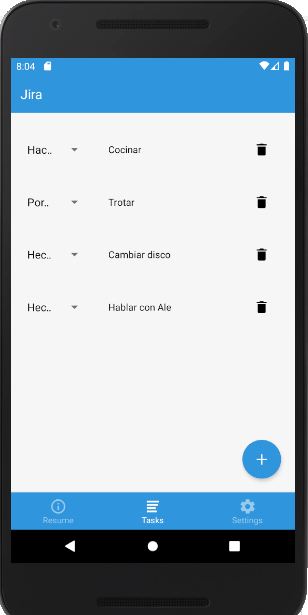 8:04
Jira
Hac..
Cocinar
Por..
Trotar
Hec..
Cambiar disco
Hec..
Hablar con Ale
+
Resume
Tasks
Settings